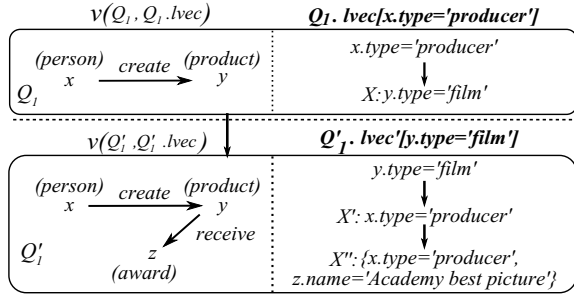 v(Q₁, Q₁.lvec)
Q₁. lvec[x.type='producer']
(person) (product)
x create y
Q₁
x.type='producer'
X: y.type='film'
v(Q'₁, Q'₁.lvec)
Q'₁. lvec'[y.type='film']
(person) (product)
x create y
receive
z
(award)
Q'₁
y.type='film'
X': x.type='producer'
X'': {x.type='producer',
z.name='Academy best picture'}